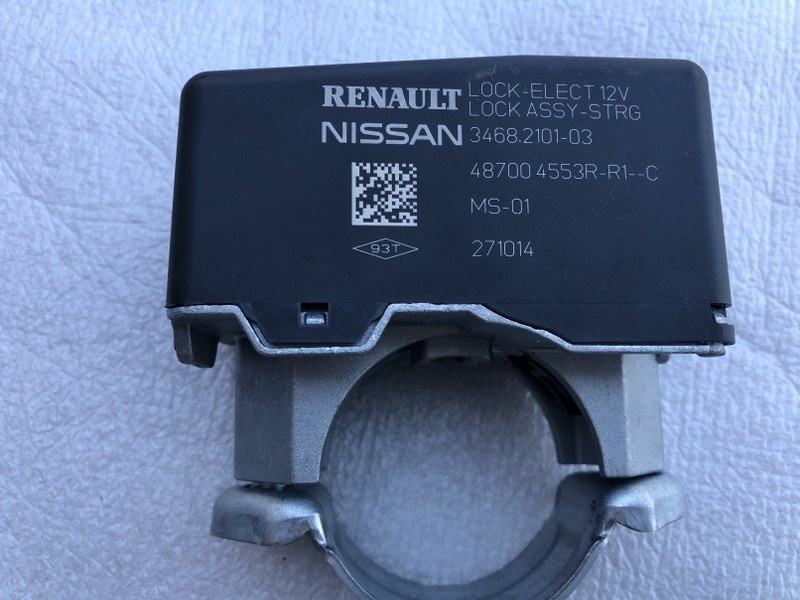 RENAULT
NISSAN
LOCK-ELECT 12V
LOCK ASSY-STRG
3468.2101-03
48700 4553R-R1--C
MS-01
93T
271014